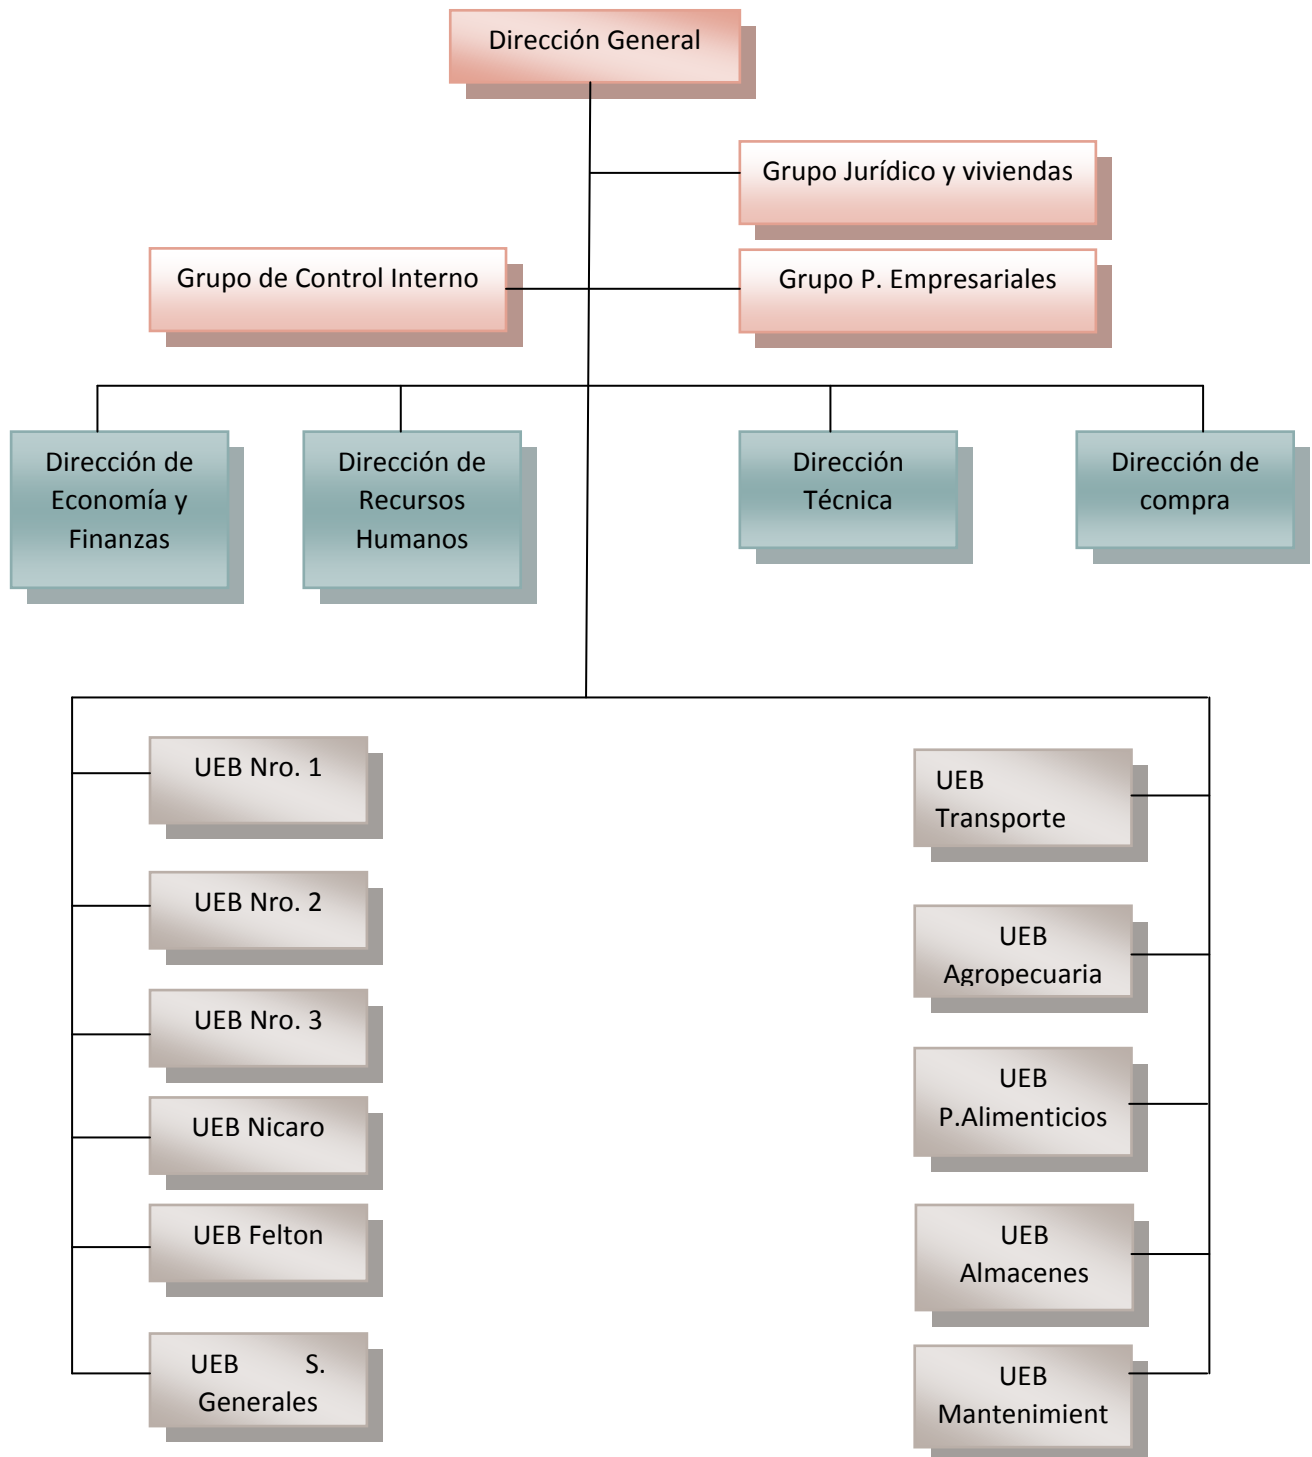 Dirección General
Grupo Jurídico y viviendas
Grupo de Control Interno
Grupo P. Empresariales
Dirección de
Economía y
Finanzas
Dirección de
Recursos
Humanos
Dirección
Técnica
Dirección de
compra
UEB Nro. 1
UEB Nro. 2
UEB Nro. 3
UEB Nicaro
UEB Felton
UEB S.
Generales
UEB
Transporte
UEB
Agropecuaria
UEB
P.Alimenticios
UEB
Almacenes
UEB
Mantenimient